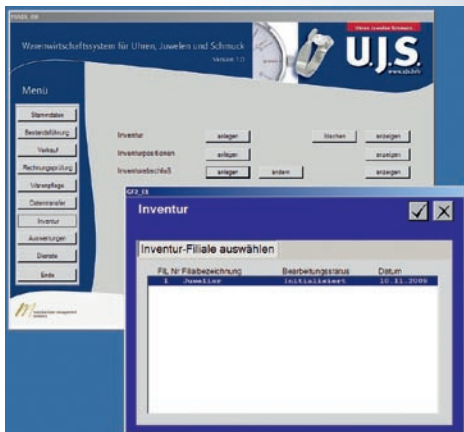 Warenwirtschaftssystem für Uhren, Juwelen und Schmuck
Version 1.0
U.J.S.
Menü
Stammdaten
Bestandsführung
Verkauf
Rechnungsprüfung
Warenpflege
Datentransfer
Inventur
Auswertungen
Dienste
Ende
Inventur anlegen löschen anzeigen
Inventurpositionen anlegen anzeigen
Inventurabschluß anlegen ändern anzeigen
Inventur
Inventur-Filiale auswählen
Fil. Nr Filialbezeichnung Bearbeitungsstatus Datum
1 Juwelier Initialisiert 10.11.2009